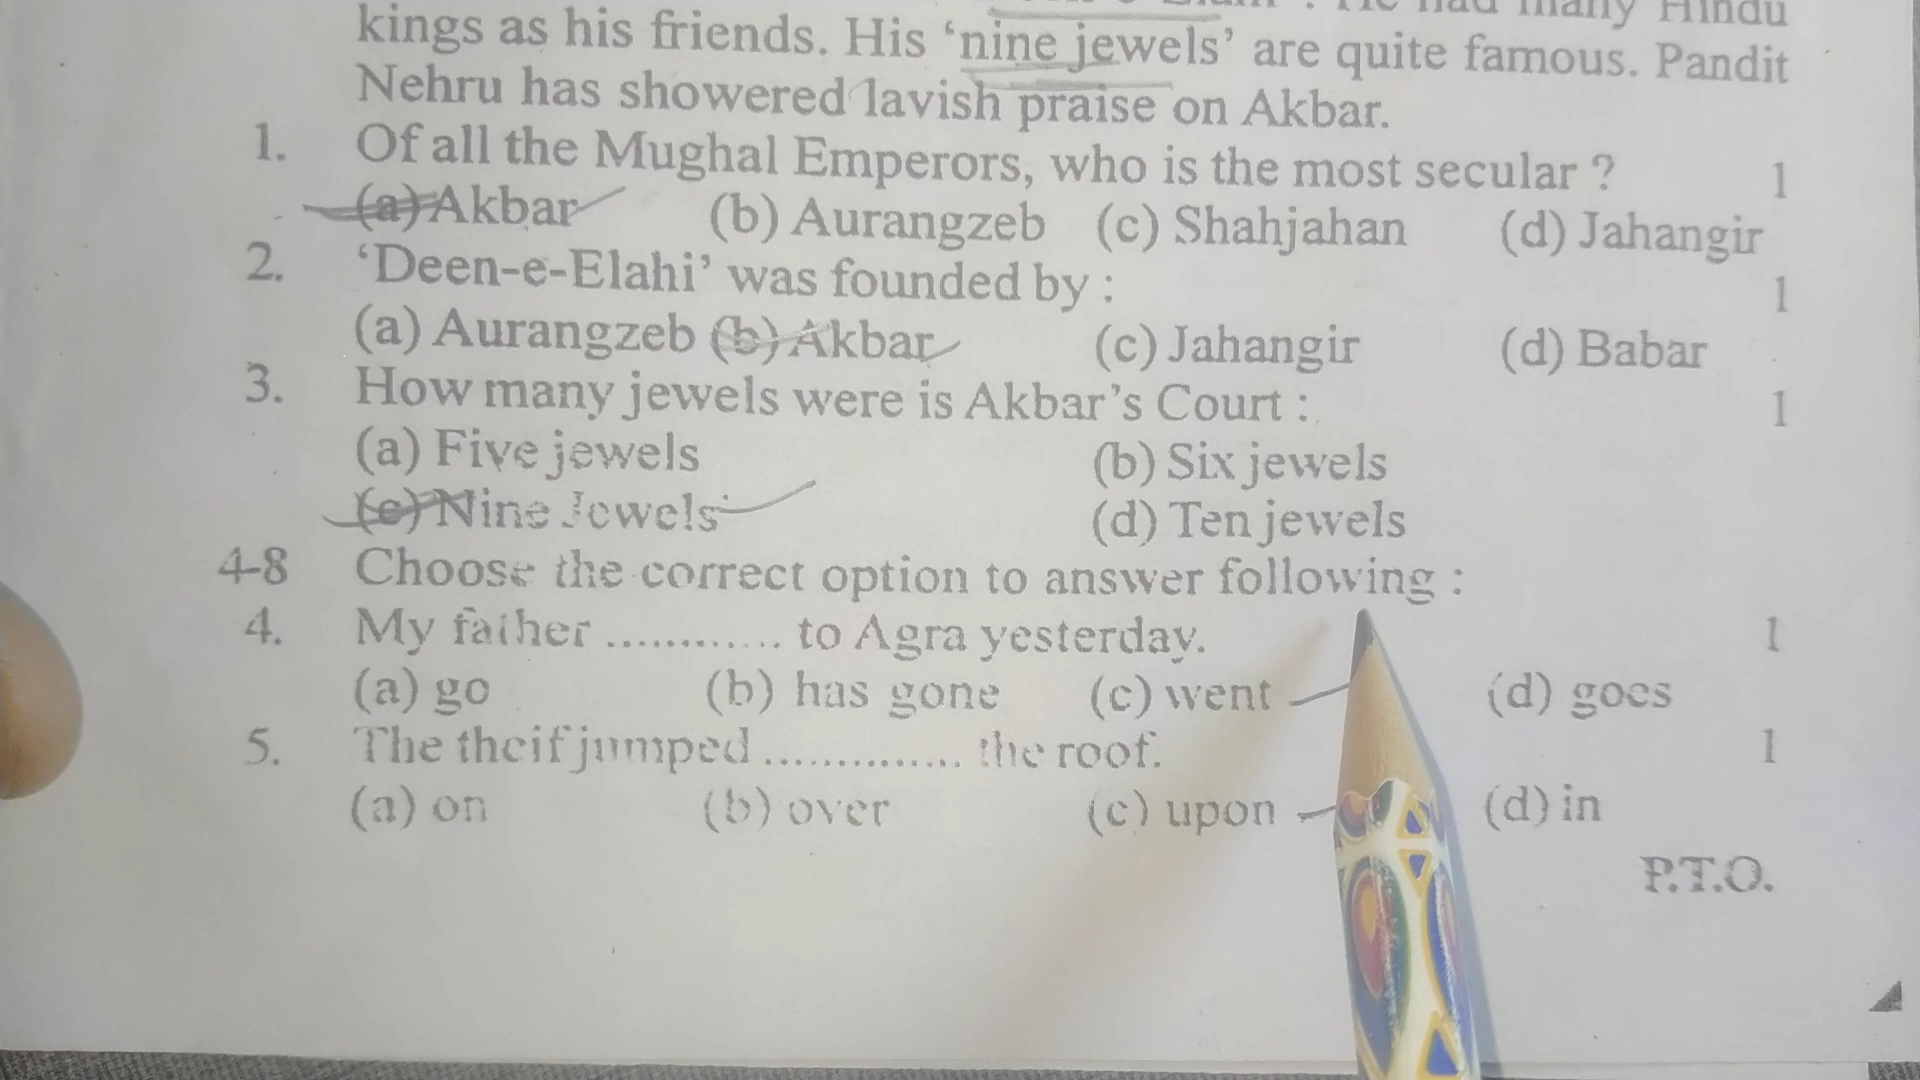 Hindu
kings as his friends. His ‘nine jewels’ are quite famous. Pandit
Nehru has showered lavish praise on Akbar.
1. Of all the Mughal Emperors, who is the most secular ? 1
(a) Akbar (b) Aurangzeb (c) Shahjahan (d) Jahangir
2. ‘Deen-e-Elahi’ was founded by : 1
(a) Aurangzeb (b) Akbar (c) Jahangir (d) Babar
3. How many jewels were is Akbar’s Court : 1
(a) Five jewels (b) Six jewels
(c) Nine Jewels (d) Ten jewels
4-8 Choose the correct option to answer following :
4. My father ............ to Agra yesterday. 1
(a) go (b) has gone (c) went (d) goes
5. The theif jumped .............. the roof. 1
(a) on (b) over (c) upon (d) in
P.T.O.